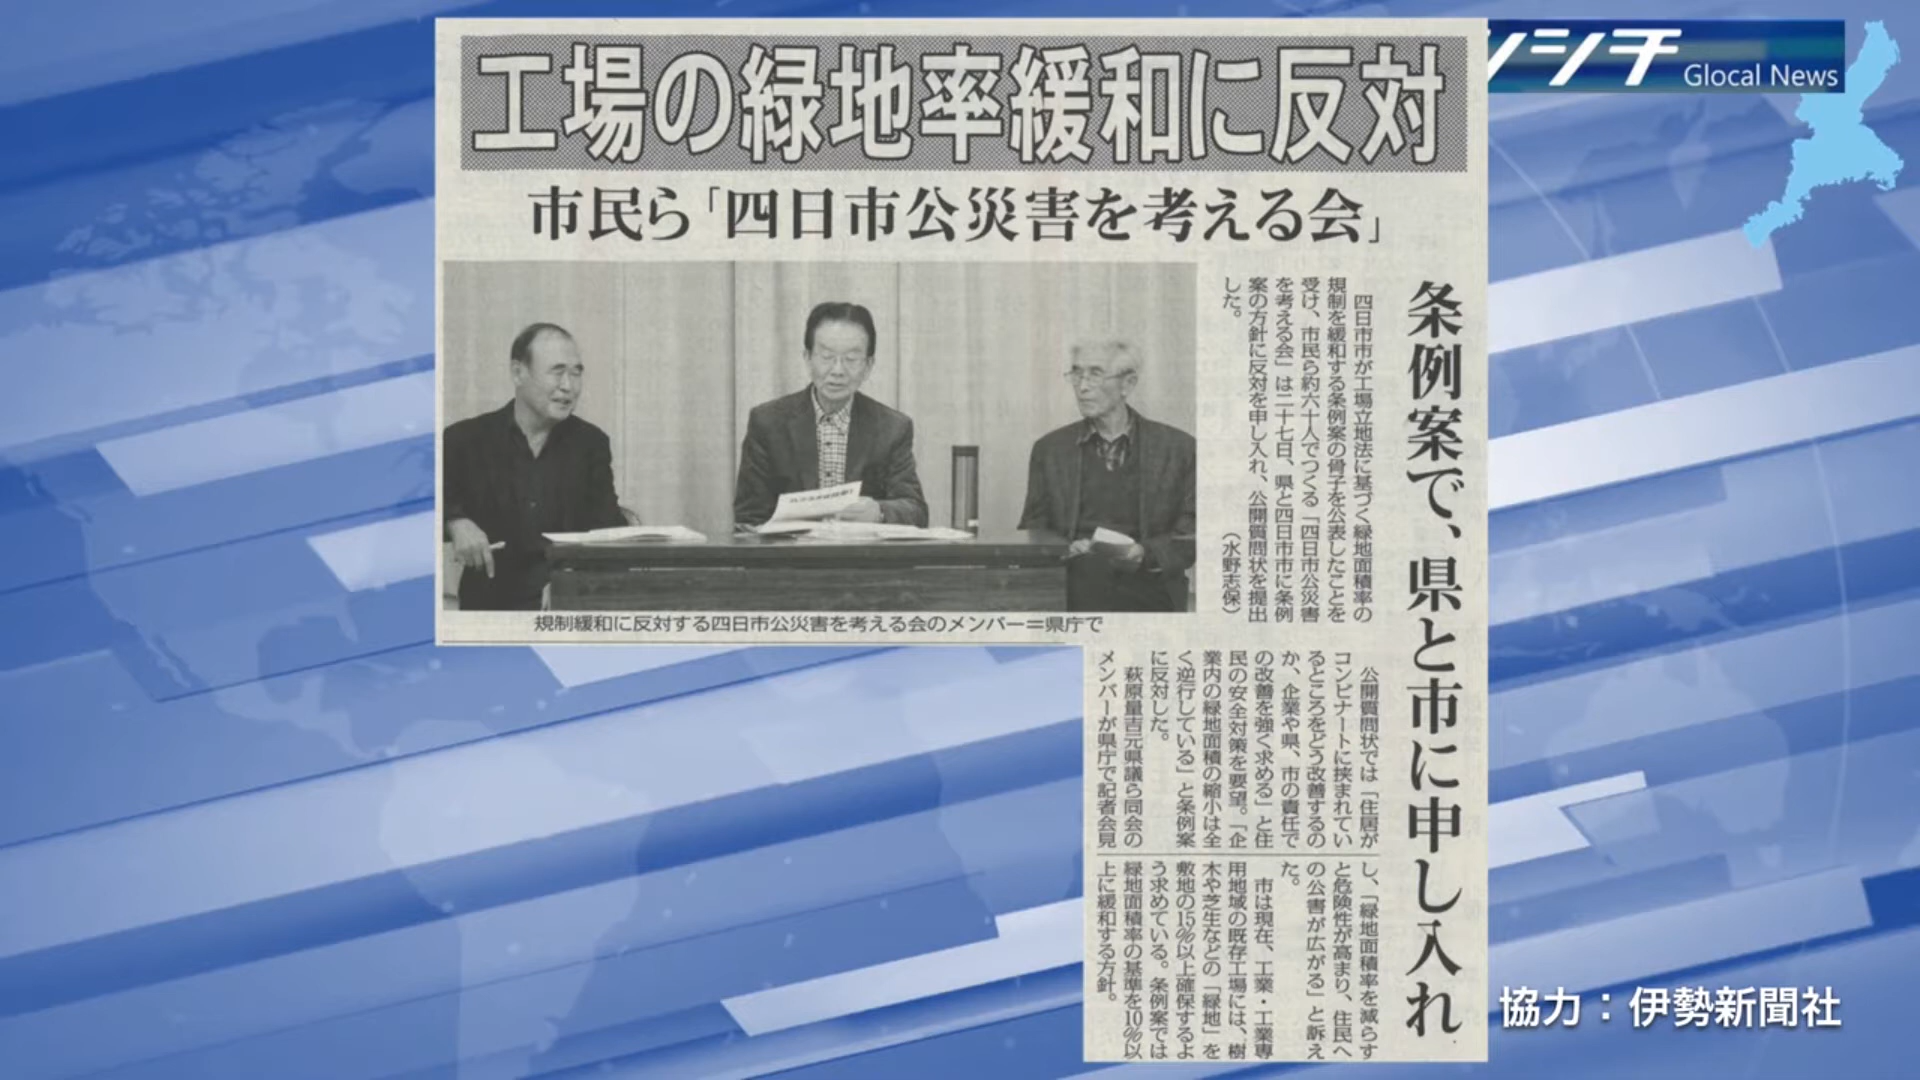 工場の緑地率緩和に反対
市民ら「四日市公災害を考える会」
条例案で、県と市に申し入れ
四日市市が工場立地法に基づく緑地面積率の
規制を緩和する条例案の骨子を公表したことを
受け、市民ら約六十人でつくる「四日市公災害
を考える会」は二十七日、県と四日市市に条例
案の方針に反対を申し入れ、公開質問状を提出
した。
（水野志保）
規制緩和に反対する四日市公災害を考える会のメンバー＝県庁で
公開質問状では「住居が
コンビナートに挟まれてい
るところをどう改善するの
か、企業や県、市の責任で
の改善を強く求める」と住
民の安全対策を要望。「企
業内の緑地面積の縮小は全
く逆行している」と条例案
に反対した。
萩原量吉元県議ら同会の
メンバーが県庁で記者会見
し、「緑地面積率を減らす
と危険性が高まり、住民へ
の公害が広がる」と訴え
た。
市は現在、工業・工業専
用地域の既存工場には、樹
木や芝生などの「緑地」を
敷地の15％以上確保するよ
う求めている。条例案では
緑地面積率の基準を10％以
上に緩和する方針。
シチ
Glocal News
協力：伊勢新聞社